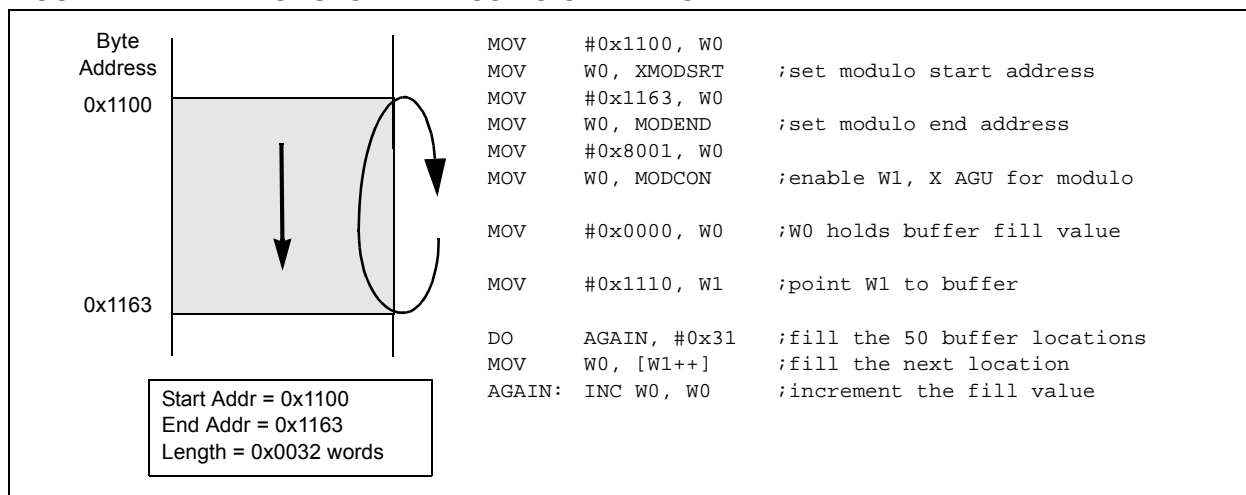 Byte
Address
0x1100
0x1163
Start Addr = 0x1100
End Addr = 0x1163
Length = 0x0032 words
MOV #0x1100, W0
MOV W0, XMODSRT ;set modulo start address
MOV #0x1163, W0
MOV W0, MODEND ;set modulo end address
MOV #0x8001, W0
MOV W0, MODCON ;enable W1, X AGU for modulo
MOV #0x0000, W0 ;W0 holds buffer fill value
MOV #0x1110, W1 ;point W1 to buffer
DO AGAIN, #0x31 ;fill the 50 buffer locations
MOV W0, [W1++] ;fill the next location
AGAIN: INC W0, W0 ;increment the fill value